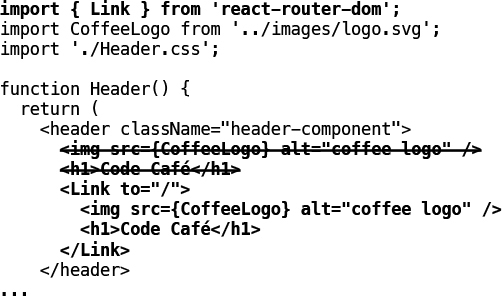 import { Link } from 'react-router-dom';
import CoffeeLogo from '../images/logo.svg';
import './Header.css';
function Header() {
  return (
    <header className="header-component">
      <img src={CoffeeLogo} alt="coffee logo" />
      <h1>Code Café</h1>
      <Link to="/">
        <img src={CoffeeLogo} alt="coffee logo" />
        <h1>Code Café</h1>
      </Link>
    </header>
...